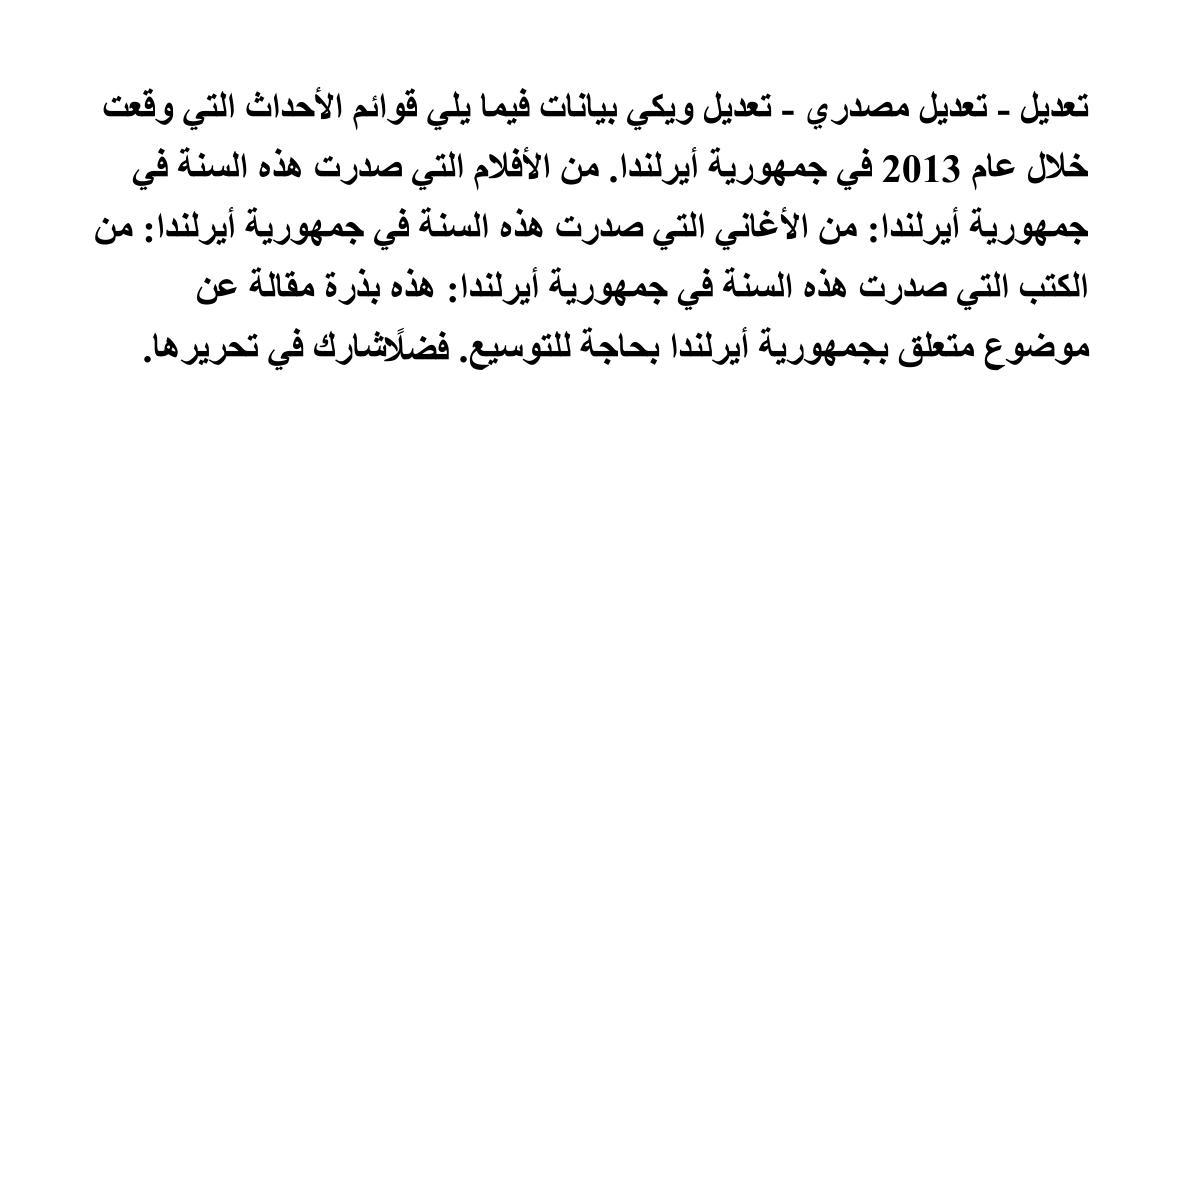 تعديل - تعديل مصدري - تعديل ويكي بيانات فيما يلي قوائم الأحداث التي وقعت
خلال عام 2013 في جمهورية أيرلندا. من الأفلام التي صدرت هذه السنة في
جمهورية أيرلندا: من الأغاني التي صدرت هذه السنة في جمهورية أيرلندا: من
الكتب التي صدرت هذه السنة في جمهورية أيرلندا: هذه بذرة مقالة عن
موضوع متعلق بجمهورية أيرلندا بحاجة للتوسيع. فضلًاشارك في تحريرها.